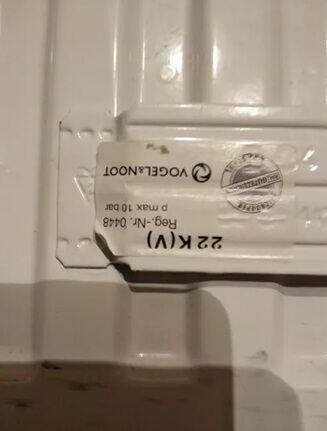 22 K(V)
Reg.-Nr. 0448
p max 10 bar
VOGEL&NOOT